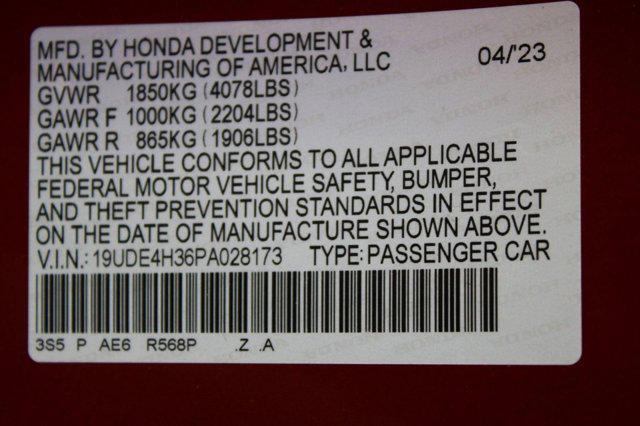 MFD. BY HONDA DEVELOPMENT &
MANUFACTURING OF AMERICA, LLC 04/'23
GVWR 1850KG (4078LBS)
GAWR F 1000KG (2204LBS)
GAWR R 865KG (1906LBS)
THIS VEHICLE CONFORMS TO ALL APPLICABLE
FEDERAL MOTOR VEHICLE SAFETY, BUMPER,
AND THEFT PREVENTION STANDARDS IN EFFECT
ON THE DATE OF MANUFACTURE SHOWN ABOVE.
V.I.N.: 19UDE4H36PA028173 TYPE: PASSENGER CAR
3S5 P AE6 R568P .Z .A